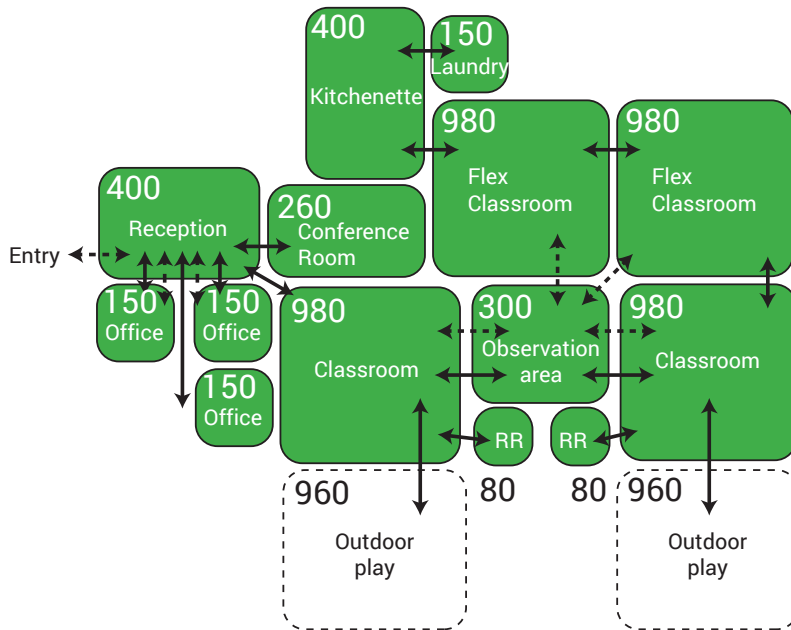 400
Kitchenette
150
Laundry
980
Flex
Classroom
980
Flex
Classroom
400
Reception
260
Conference
Room
Entry
150
Office
150
Office
150
Office
980
Classroom
300
Observation
area
980
Classroom
RR
80
RR
80
960
Outdoor
play
960
Outdoor
play